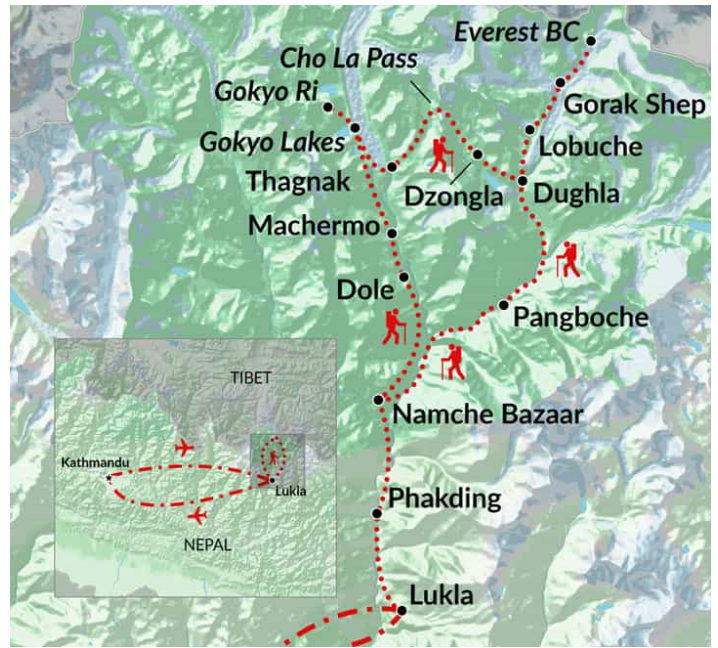 Everest BC
Cho La Pass
Gokyo Ri
Gorak Shep
Gokyo Lakes
Lobuche
Thagnak
Dzongla
Dughla
Machermo
Dole
Pangboche
TIBET
Namche Bazaar
Kathmandu
Lukla
Phakding
NEPAL
Lukla